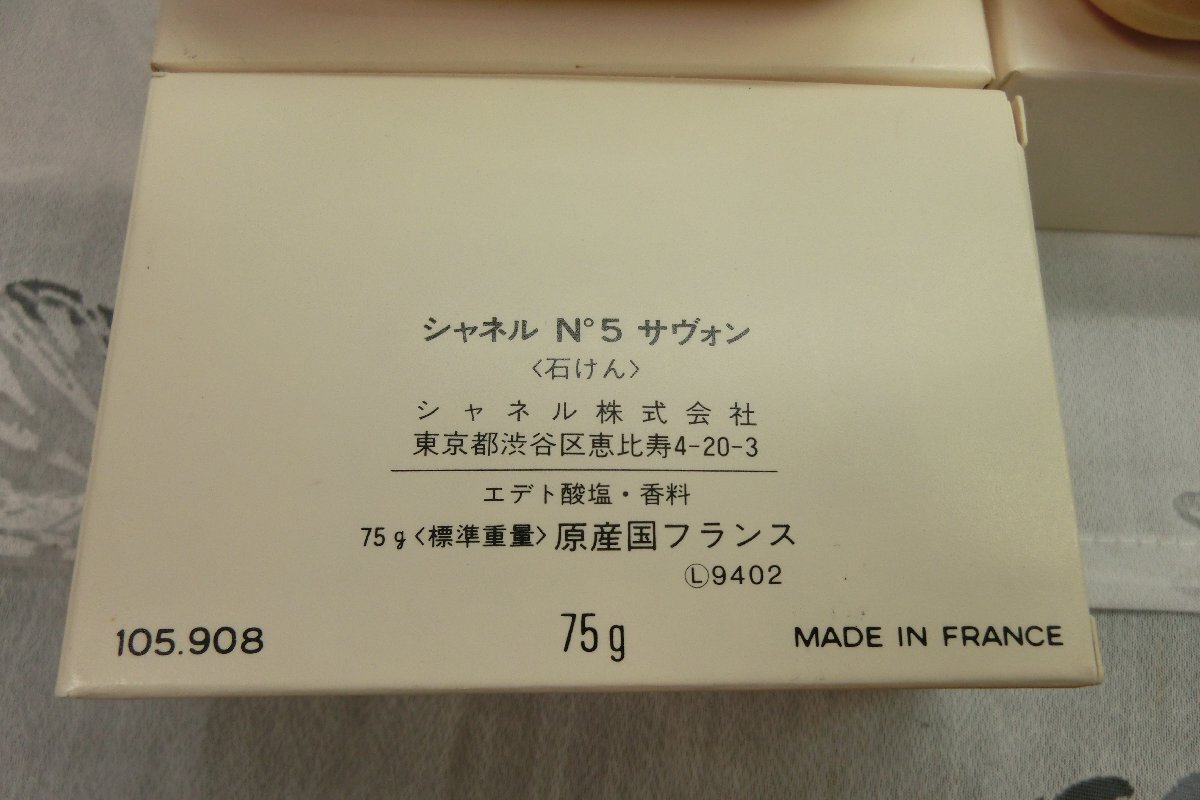 シャネル N°5 サヴォン
〈石けん〉
シャネル株式会社
東京都渋谷区恵比寿4-20-3
エデト酸塩・香料
75g〈標準重量〉原産国フランス
Ⓛ9402
105.908 75g MADE IN FRANCE